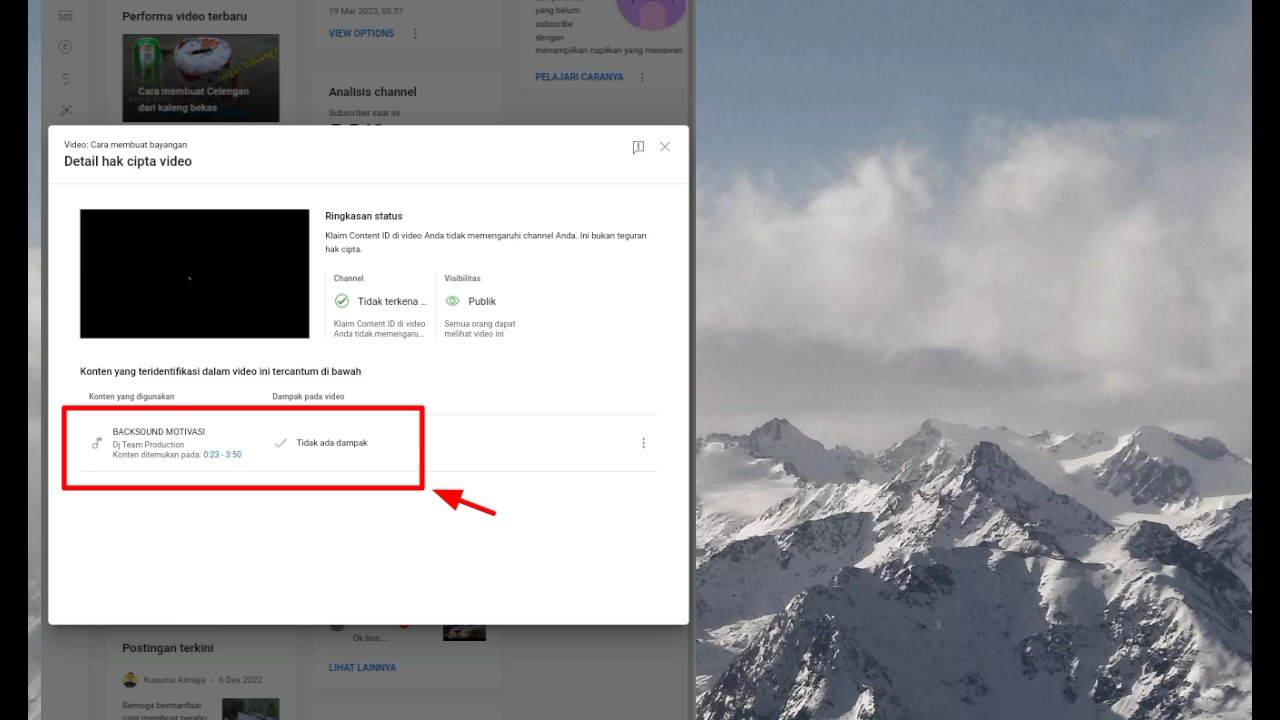 Performa video terbaru
Jangan Dibuang!
Cara membuat Celengan
dari kaleng bekas
19 Mar 2023, 05.57
VIEW OPTIONS
Analisis channel
Subscriber saat ini
yang belum
subscribe
dengan
menampilkan cuplikan yang menawan
PELAJARI CARANYA
Video: Cara membuat bayangan
Detail hak cipta video
Ringkasan status
Klaim Content ID di video Anda tidak memengaruhi channel Anda. Ini bukan teguran
hak cipta.
Channel
Tidak terkena ...
Klaim Content ID di video
Anda tidak memengaru...
Visibilitas
Publik
Semua orang dapat
melihat video ini
Konten yang teridentifikasi dalam video ini tercantum di bawah
Konten yang digunakan
Dampak pada video
BACKSOUND MOTIVASI
Dj Team Production
Konten ditemukan pada: 0:23 - 3:50
Tidak ada dampak
Postingan terkini
Kusuma Atmaja • 6 Des 2022
Semoga bermanfaat
cara membuat perahu
Ok bos....
LIHAT LAINNYA